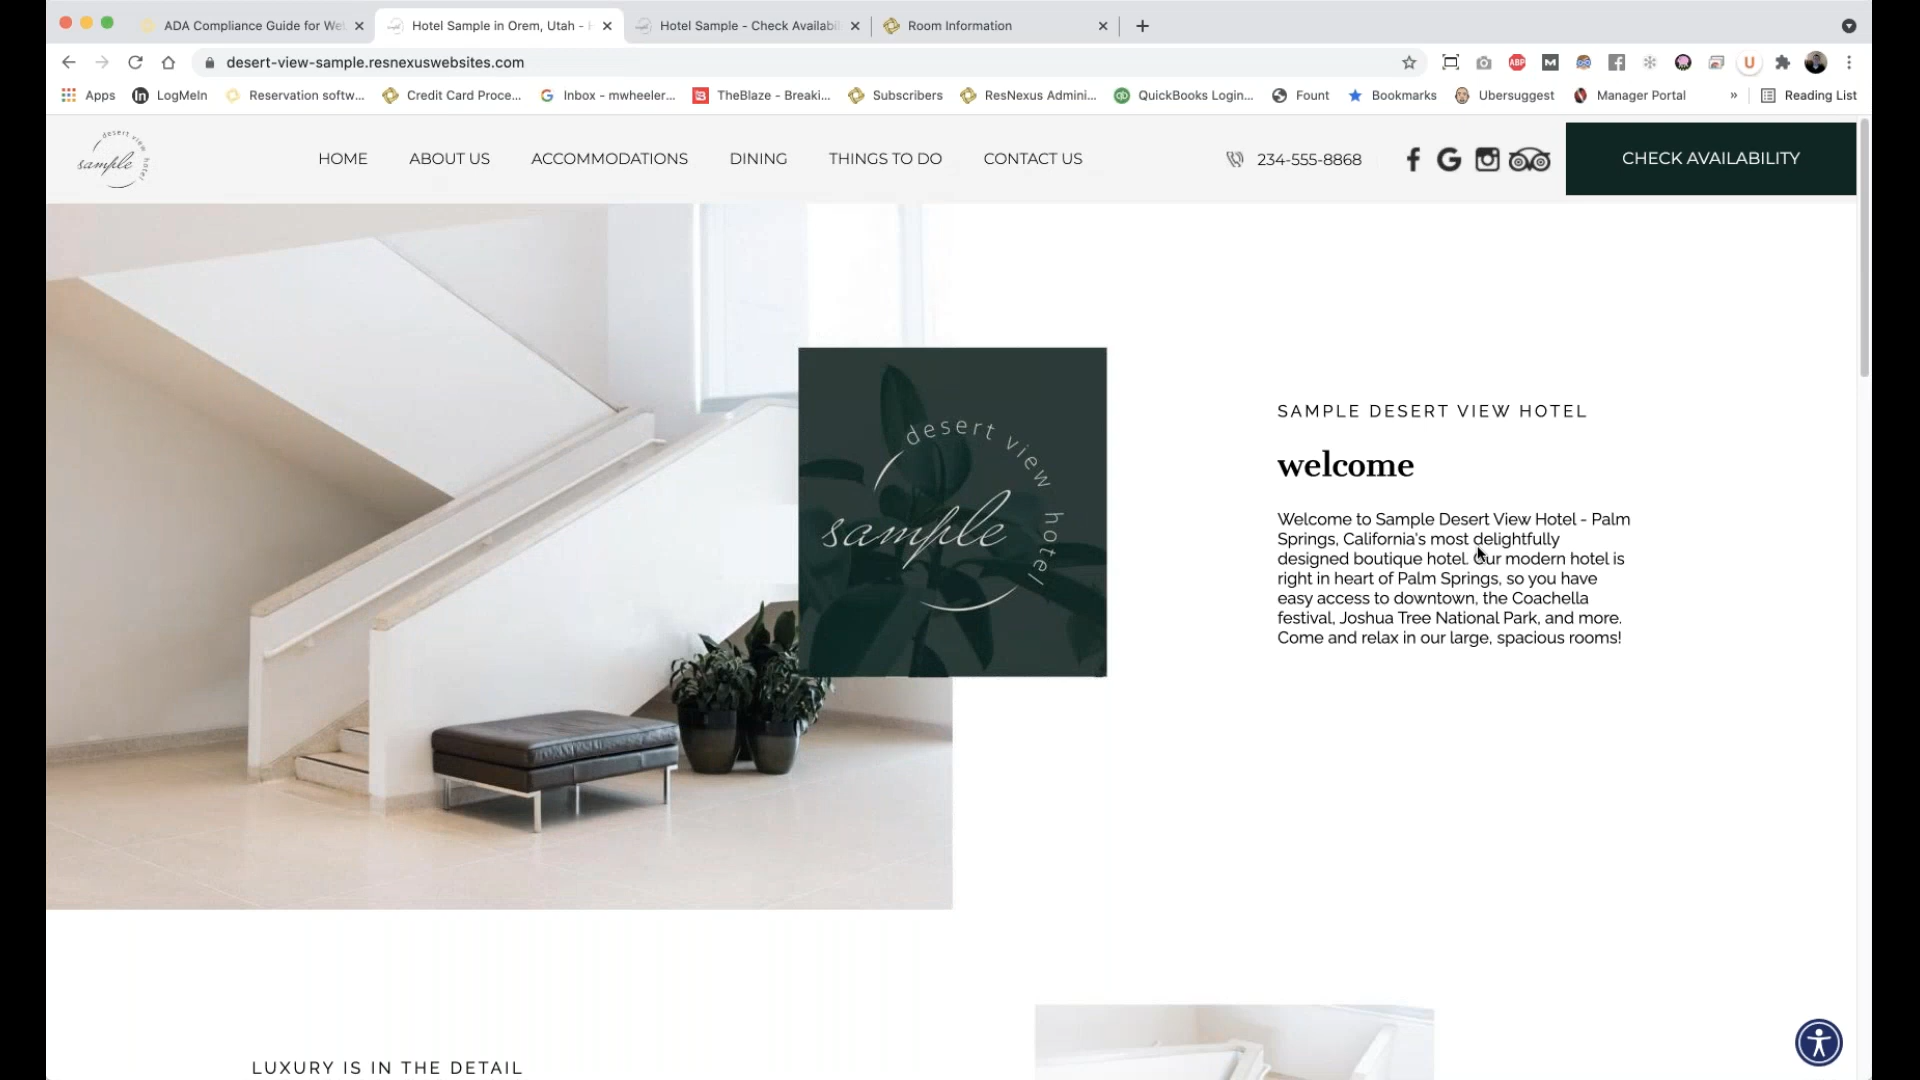 ADA Compliance Guide for We
Hotel Sample in Orem, Utah -
Hotel Sample - Check Availabi
Room Information
desert-view-sample.resnexuswebsites.com
ABP
M
U
Apps
in
LogMeIn
Reservation softw...
Credit Card Proce...
G
Inbox - mwheeler...
TheBlaze - Breaki...
Subscribers
ResNexus Admini...
qb
QuickBooks Login...
Fount
Bookmarks
Ubersuggest
Manager Portal
»
Reading List
desert view hotel
sample
HOME
ABOUT US
ACCOMMODATIONS
DINING
THINGS TO DO
CONTACT US
234-555-8868
f
G
CHECK AVAILABILITY
desert view hotel
sample
SAMPLE DESERT VIEW HOTEL
welcome
Welcome to Sample Desert View Hotel - Palm
Springs, California's most delightfully
designed boutique hotel. Our modern hotel is
right in heart of Palm Springs, so you have
easy access to downtown, the Coachella
festival, Joshua Tree National Park, and more.
Come and relax in our large, spacious rooms!
LUXURY IS IN THE DETAIL